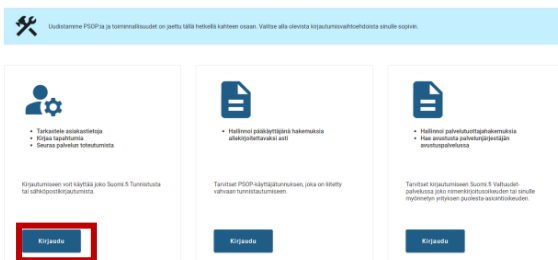 Uudistamme PSOP:ia ja toiminnallisuudet on jaettu tällä hetkellä kahteen osaan. Valitse alla olevista kirjautumisvaihtoehdoista sinulle sopivin.
• Tarkastele asiakastietoja
• Kirjaa tapahtumia
• Seuraa palvelun toteutumista
Kirjautumiseen voit käyttää joko Suomi.fi Tunnistusta
tai sähköpostikirjautumista.
Kirjaudu
• Hallinnoi pääkäyttäjänä hakemuksia
allekirjoitettavaksi asti
Tarvitset PSOP-käyttäjätunnuksen, joka on liitetty
vahvaan tunnistautumiseen.
Kirjaudu
• Hallinnoi palvelutuottajahakemuksia
• Hae avustusta palvelunjärjestäjän
avustuspalvelussa
Tarvitset kirjautumiseen Suomi.fi Valtuudet-
palvelussa joko nimenkirjoitusoikeuden tai sinulle
myönnetyn yrityksen puolesta-asiointioikeuden.
Kirjaudu